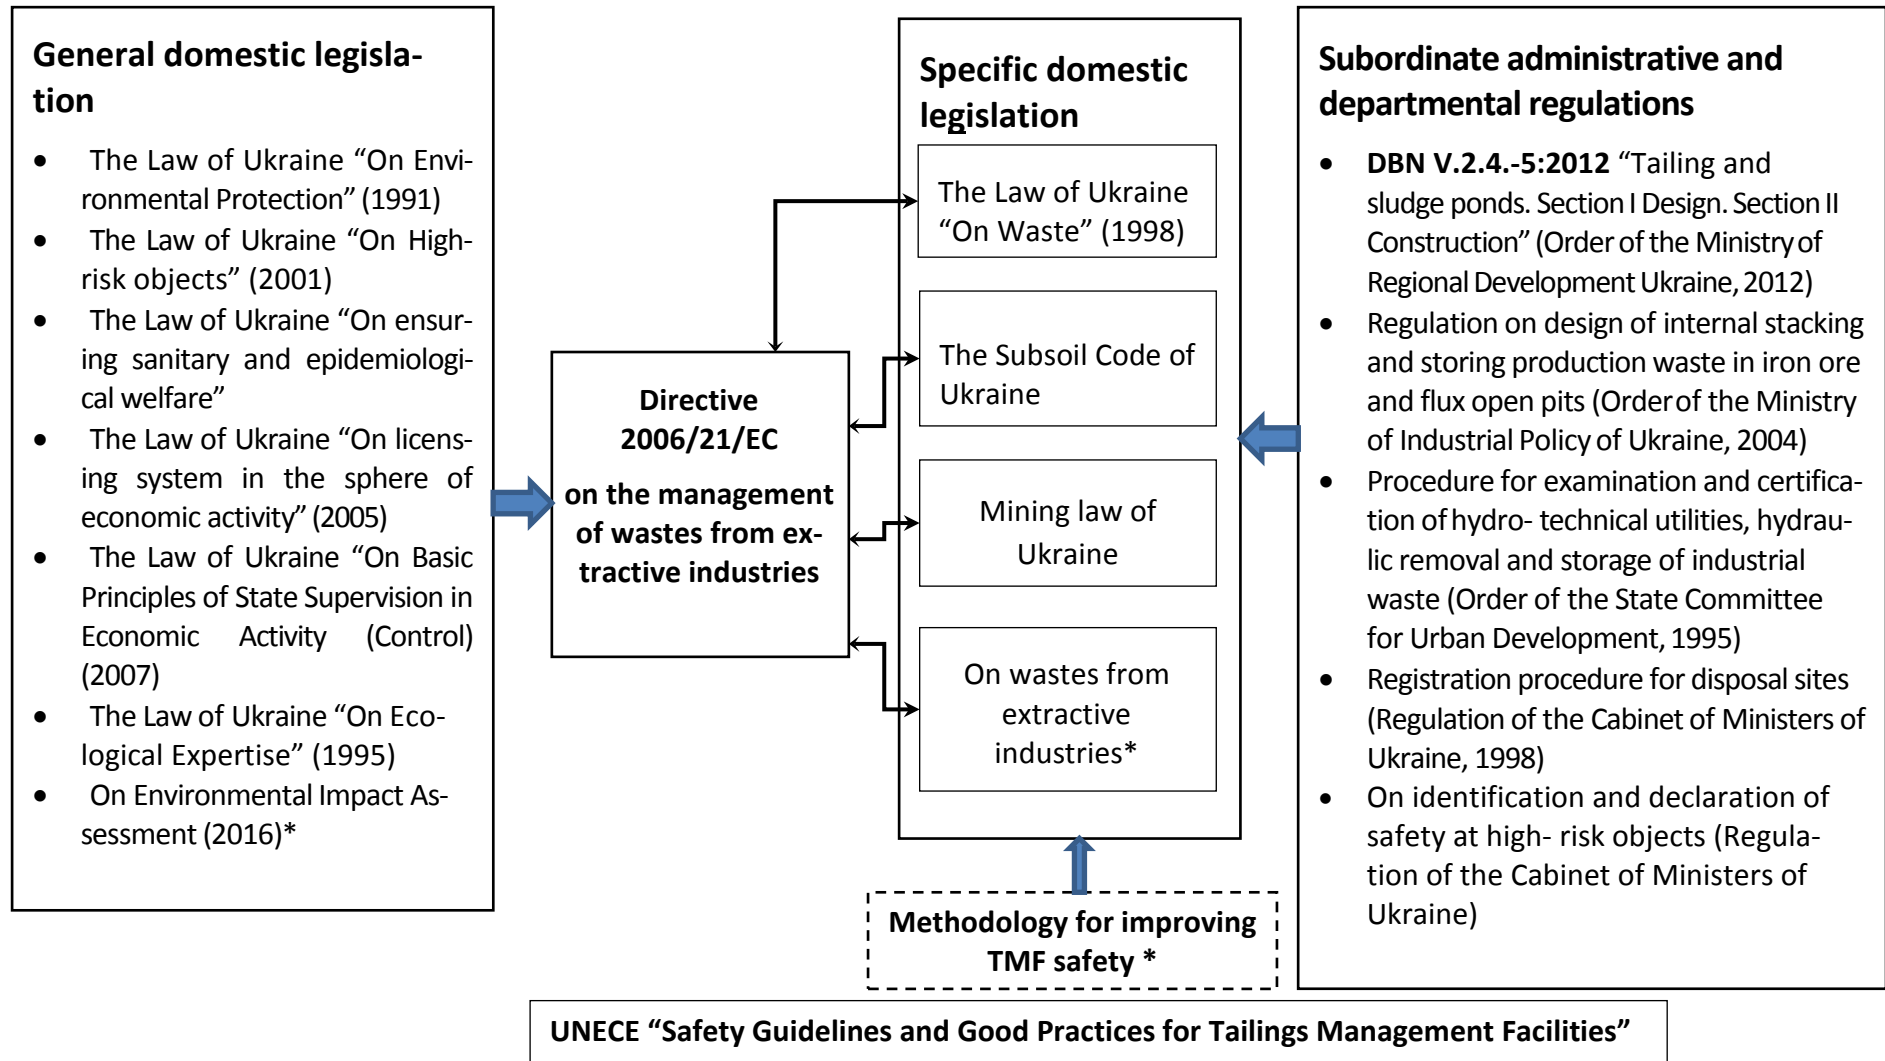 General domestic legisla-
tion
• The Law of Ukraine “On Envi-
ronmental Protection” (1991)
• The Law of Ukraine “On High-
risk objects” (2001)
• The Law of Ukraine “On ensur-
ing sanitary and epidemiologi-
cal welfare”
• The Law of Ukraine “On licens-
ing system in the sphere of
economic activity” (2005)
• The Law of Ukraine “On Basic
Principles of State Supervision in
Economic Activity (Control)
(2007)
• The Law of Ukraine “On Eco-
logical Expertise” (1995)
• On Environmental Impact As-
sessment (2016)*
Directive
2006/21/EC
on the management
of wastes from ex-
tractive industries
Specific domestic
legislation
The Law of Ukraine
“On Waste” (1998)
The Subsoil Code of
Ukraine
Mining law of
Ukraine
On wastes from
extractive
industries*
Methodology for improving
TMF safety *
Subordinate administrative and
departmental regulations
• DBN V.2.4.-5:2012 “Tailing and
sludge ponds. Section I Design. Section II
Construction” (Order of the Ministry of
Regional Development Ukraine, 2012)
• Regulation on design of internal stacking
and storing production waste in iron ore
and flux open pits (Order of the Ministry
of Industrial Policy of Ukraine, 2004)
• Procedure for examination and certifica-
tion of hydro- technical utilities, hydrau-
lic removal and storage of industrial
waste (Order of the State Committee
for Urban Development, 1995)
• Registration procedure for disposal sites
(Regulation of the Cabinet of Ministers of
Ukraine, 1998)
• On identification and declaration of
safety at high- risk objects (Regula-
tion of the Cabinet of Ministers of
Ukraine)
UNECE “Safety Guidelines and Good Practices for Tailings Management Facilities”